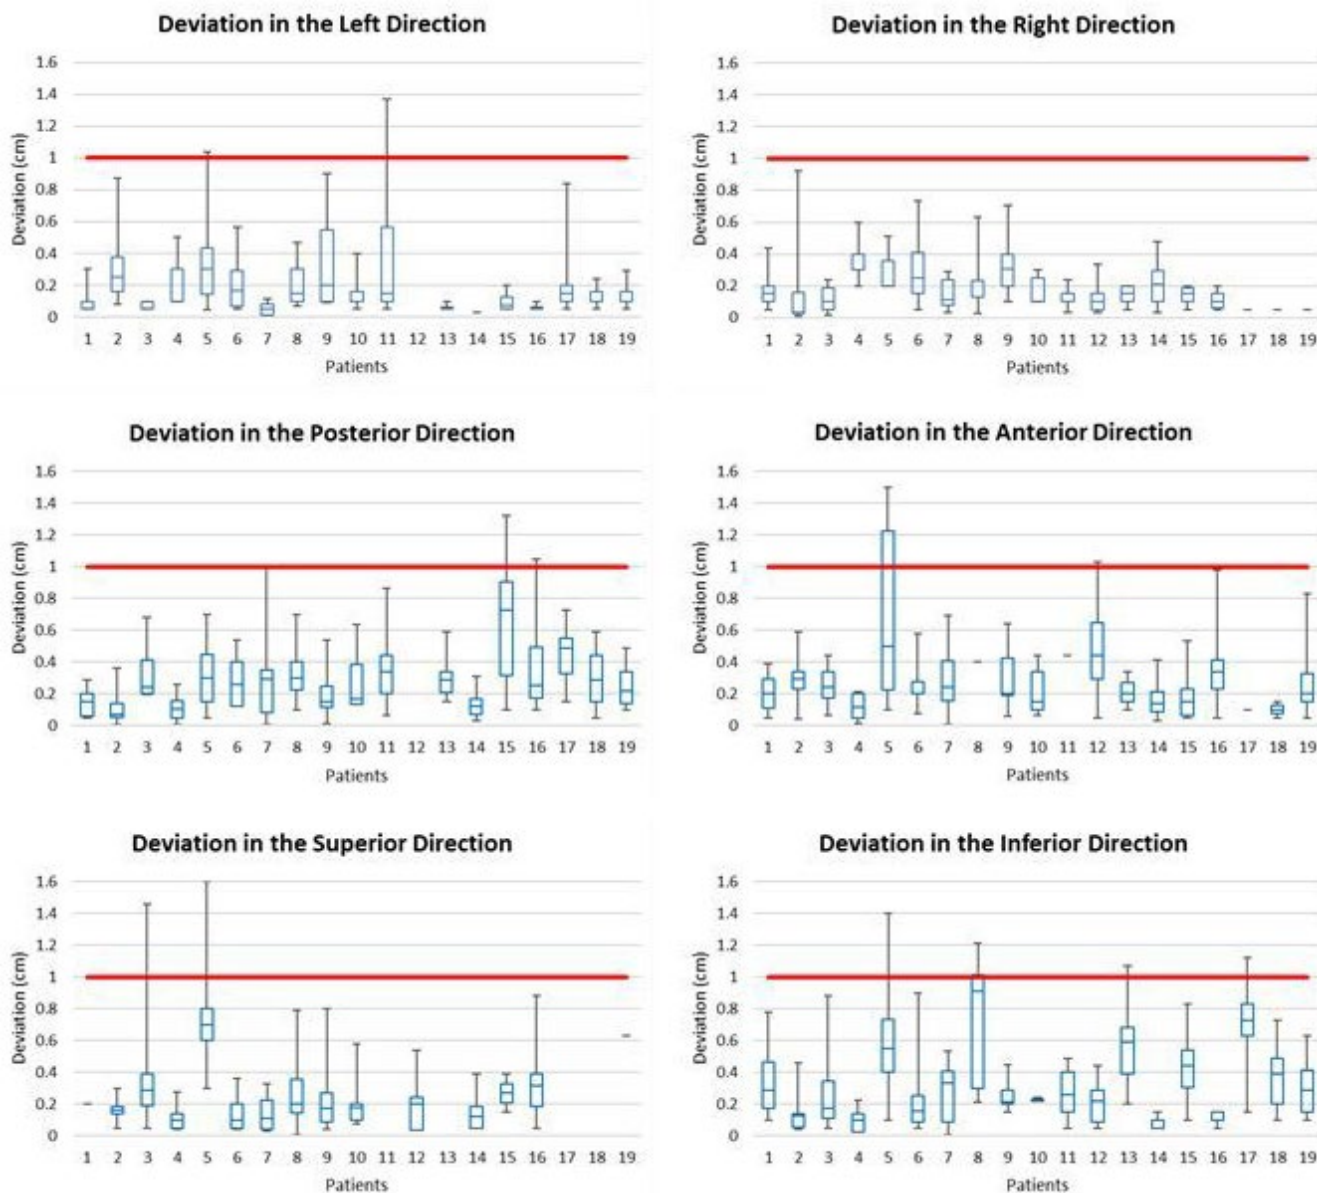 Deviation in the Left Direction
1.6
1.4
1.2
1
0.8
0.6
0.4
0.2
0
Deviation (cm)
1 2 3 4 5 6 7 8 9 10 11 12 13 14 15 16 17 18 19
Patients
Deviation in the Right Direction
1.6
1.4
1.2
1
0.8
0.6
0.4
0.2
0
Deviation (cm)
1 2 3 4 5 6 7 8 9 10 11 12 13 14 15 16 17 18 19
Patients
Deviation in the Posterior Direction
1.6
1.4
1.2
1
0.8
0.6
0.4
0.2
0
Deviation (cm)
1 2 3 4 5 6 7 8 9 10 11 12 13 14 15 16 17 18 19
Patients
Deviation in the Anterior Direction
1.6
1.4
1.2
1
0.8
0.6
0.4
0.2
0
Deviation (cm)
1 2 3 4 5 6 7 8 9 10 11 12 13 14 15 16 17 18 19
Patients
Deviation in the Superior Direction
1.6
1.4
1.2
1
0.8
0.6
0.4
0.2
0
Deviation (cm)
1 2 3 4 5 6 7 8 9 10 11 12 13 14 15 16 17 18 19
Patients
Deviation in the Inferior Direction
1.6
1.4
1.2
1
0.8
0.6
0.4
0.2
0
Deviation (cm)
1 2 3 4 5 6 7 8 9 10 11 12 13 14 15 16 17 18 19
Patients